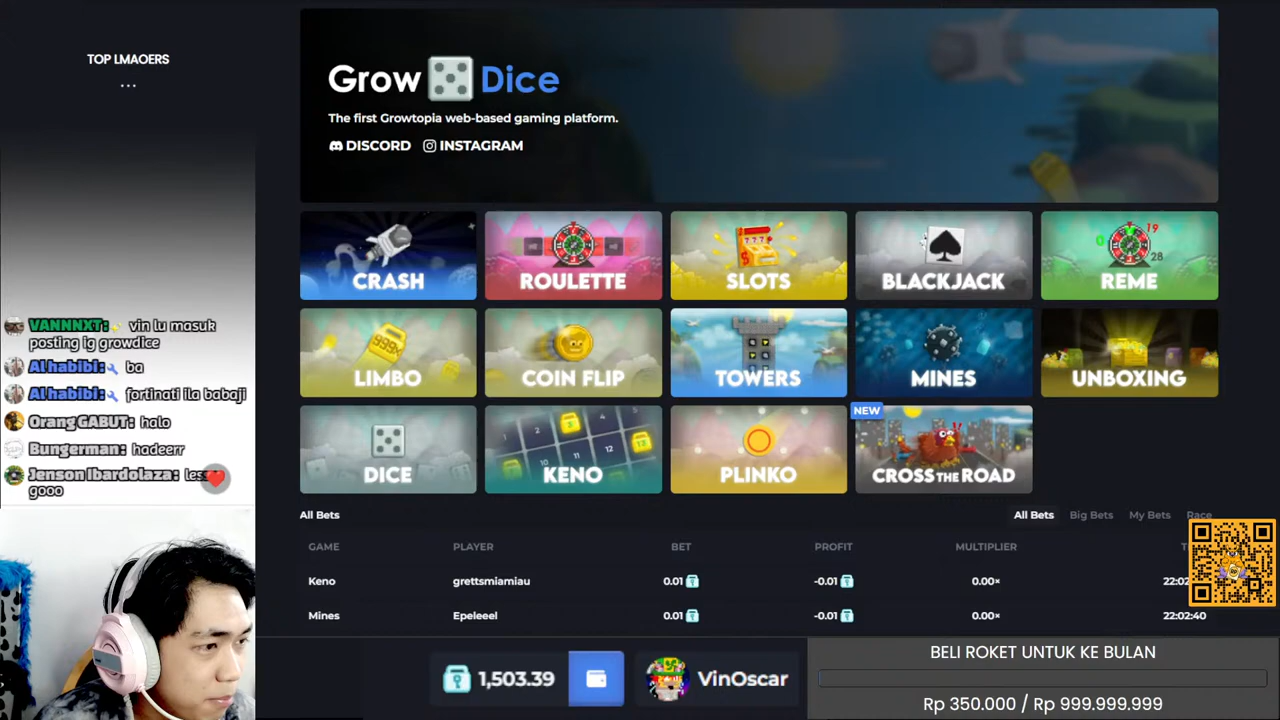 TOP LMAOERS
...
Grow Dice
The first Growtopia web-based gaming platform.
DISCORD INSTAGRAM
CRASH
ROULETTE
SLOTS
BLACKJACK
19
0
28
REME
999X
LIMBO
COIN FLIP
TOWERS
MINES
UNBOXING
DICE
KENO
PLINKO
NEW
CROSS THE ROAD
VANNNXT: vin lu masuk
posting ig growdice
Al habibi: ba
Al habibi: fortinati ila babaji
Orang GABUT: halo
Bungerman: hadeerr
Jenson Ibardolaza: less
gooo
All Bets
All Bets Big Bets My Bets Race
GAME PLAYER BET PROFIT MULTIPLIER
Keno grettsmiamiau 0.01 -0.01 0.00×
Mines Epeleeel 0.01 -0.01 0.00× 22:02:40
1,503.39
VinOscar
BELI ROKET UNTUK KE BULAN
Rp 350.000 / Rp 999.999.999